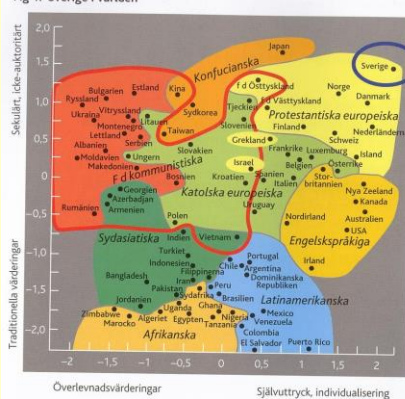 Sekulärt, icke-auktoritärt
Traditionella värderingar
2,0
1,5
1,0
0,5
0
−0,5
−1,0
−1,5
−2,0
Japan
Sverige
Konfucianska
Bulgarien
Estland
Kina
f d Östtyskland
Norge
Ryssland
Danmark
Ukraina
Vitryssland
Sydkorea
Tjeckien
f d Västtyskland
Montenegro
Litauen
Protestantiska europeiska
Lettland
Taiwan
Slovenien
Finland
Nederländerna
Serbien
Schweiz
Albanien
Slovakien
Grekland
Frankrike
Luxemburg
Island
Moldavien
Ungern
Israel
Belgien
Österrike
Makedonien
F d kommunistiska
Bosnien
Kroatien
Spanien
Italien
Stor-
britannien
Katolska europeiska
Nya Zeeland
Georgien
Azerbadjan
Armenien
Kanada
Rumänien
Uruguay
Australien
Polen
Nordirland
USA
Indien
Vietnam
Engelskspråkiga
Sydasiatiska
Turkiet
Indonesien
Chile
Portugal
Argentina
Irland
Bangladesh
Filippinerna
Iran
Dominikanska
Republiken
Pakistan
Peru
Jordanien
Sydafrika
Brasilien
Latinamerikanska
Zimbabwe
Uganda
Ghana
Mexico
Marocko
Algeriet
Egypten
Nigeria
Venezuela
Tanzania
Colombia
Afrikanska
El Salvador
Puerto Rico
−2
−1,5
−1
−0,5
0
0,5
1
1,5
2
Överlevnadsvärderingar
Självuttryck, individualisering